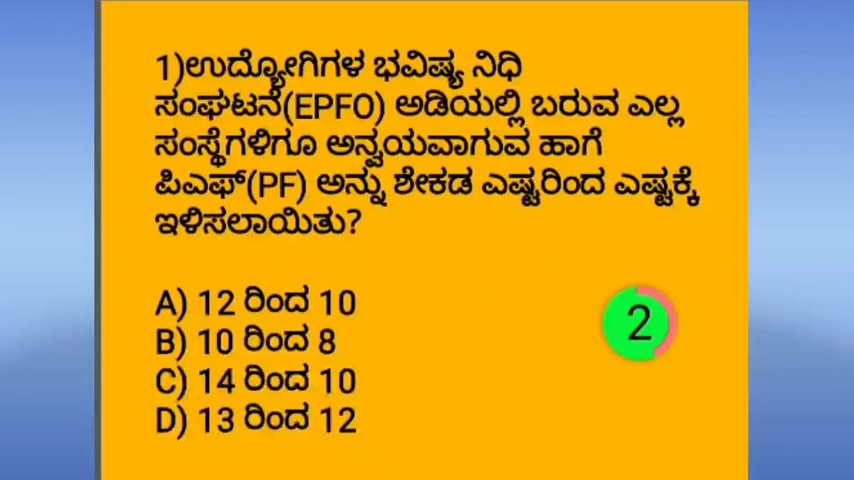 1)ಉದ್ಯೋಗಿಗಳ ಭವಿಷ್ಯ ನಿಧಿ
ಸಂಘಟನೆ(EPFO) ಅಡಿಯಲ್ಲಿ ಬರುವ ಎಲ್ಲ
ಸಂಸ್ಥೆಗಳಿಗೂ ಅನ್ವಯವಾಗುವ ಹಾಗೆ
ಪಿಎಫ್(PF) ಅನ್ನು ಶೇಕಡ ಎಷ್ಟರಿಂದ ಎಷ್ಟಕ್ಕೆ
ಇಳಿಸಲಾಯಿತು?
A) 12 ರಿಂದ 10
B) 10 ರಿಂದ 8
C) 14 ರಿಂದ 10
D) 13 ರಿಂದ 12
2